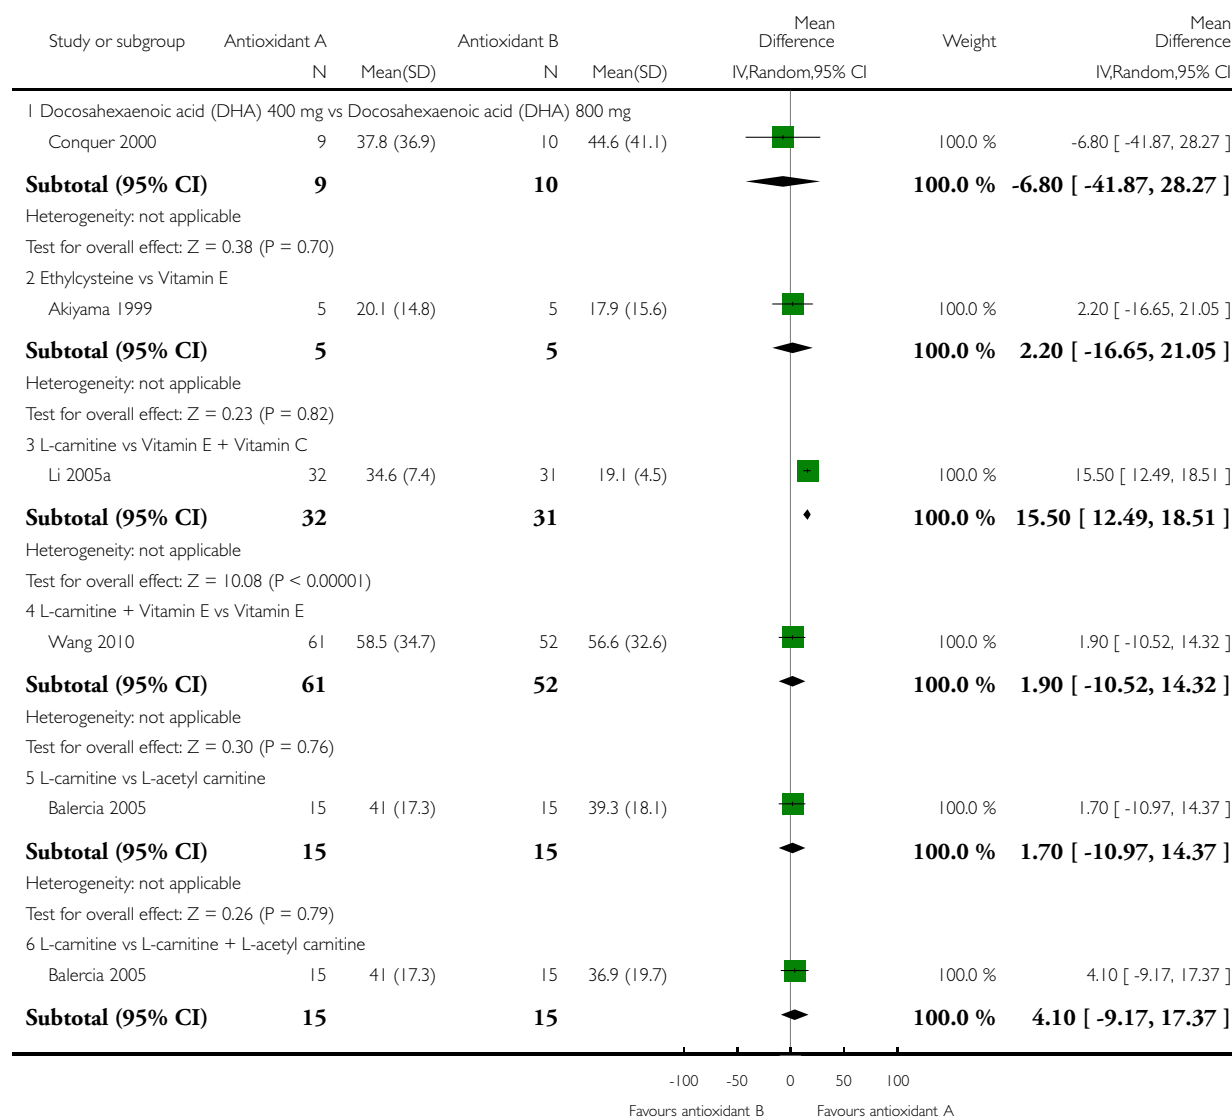 Mean Mean
Study or subgroup Antioxidant A Antioxidant B Difference Weight Difference
N Mean(SD) N Mean(SD) IV,Random,95% CI IV,Random,95% CI
1 Docosahexaenoic acid (DHA) 400 mg vs Docosahexaenoic acid (DHA) 800 mg
Conquer 2000 9 37.8 (36.9) 10 44.6 (41.1) 100.0 % -6.80 [ -41.87, 28.27 ]
Subtotal (95% CI) 9 10 100.0 % -6.80 [ -41.87, 28.27 ]
Heterogeneity: not applicable
Test for overall effect: Z = 0.38 (P = 0.70)
2 Ethylcysteine vs Vitamin E
Akiyama 1999 5 20.1 (14.8) 5 17.9 (15.6) 100.0 % 2.20 [ -16.65, 21.05 ]
Subtotal (95% CI) 5 5 100.0 % 2.20 [ -16.65, 21.05 ]
Heterogeneity: not applicable
Test for overall effect: Z = 0.23 (P = 0.82)
3 L-carnitine vs Vitamin E + Vitamin C
Li 2005a 32 34.6 (7.4) 31 19.1 (4.5) 100.0 % 15.50 [ 12.49, 18.51 ]
Subtotal (95% CI) 32 31 100.0 % 15.50 [ 12.49, 18.51 ]
Heterogeneity: not applicable
Test for overall effect: Z = 10.08 (P < 0.00001)
4 L-carnitine + Vitamin E vs Vitamin E
Wang 2010 61 58.5 (34.7) 52 56.6 (32.6) 100.0 % 1.90 [ -10.52, 14.32 ]
Subtotal (95% CI) 61 52 100.0 % 1.90 [ -10.52, 14.32 ]
Heterogeneity: not applicable
Test for overall effect: Z = 0.30 (P = 0.76)
5 L-carnitine vs L-acetyl carnitine
Balercia 2005 15 41 (17.3) 15 39.3 (18.1) 100.0 % 1.70 [ -10.97, 14.37 ]
Subtotal (95% CI) 15 15 100.0 % 1.70 [ -10.97, 14.37 ]
Heterogeneity: not applicable
Test for overall effect: Z = 0.26 (P = 0.79)
6 L-carnitine vs L-carnitine + L-acetyl carnitine
Balercia 2005 15 41 (17.3) 15 36.9 (19.7) 100.0 % 4.10 [ -9.17, 17.37 ]
Subtotal (95% CI) 15 15 100.0 % 4.10 [ -9.17, 17.37 ]
-100 -50 0 50 100
Favours antioxidant B Favours antioxidant A